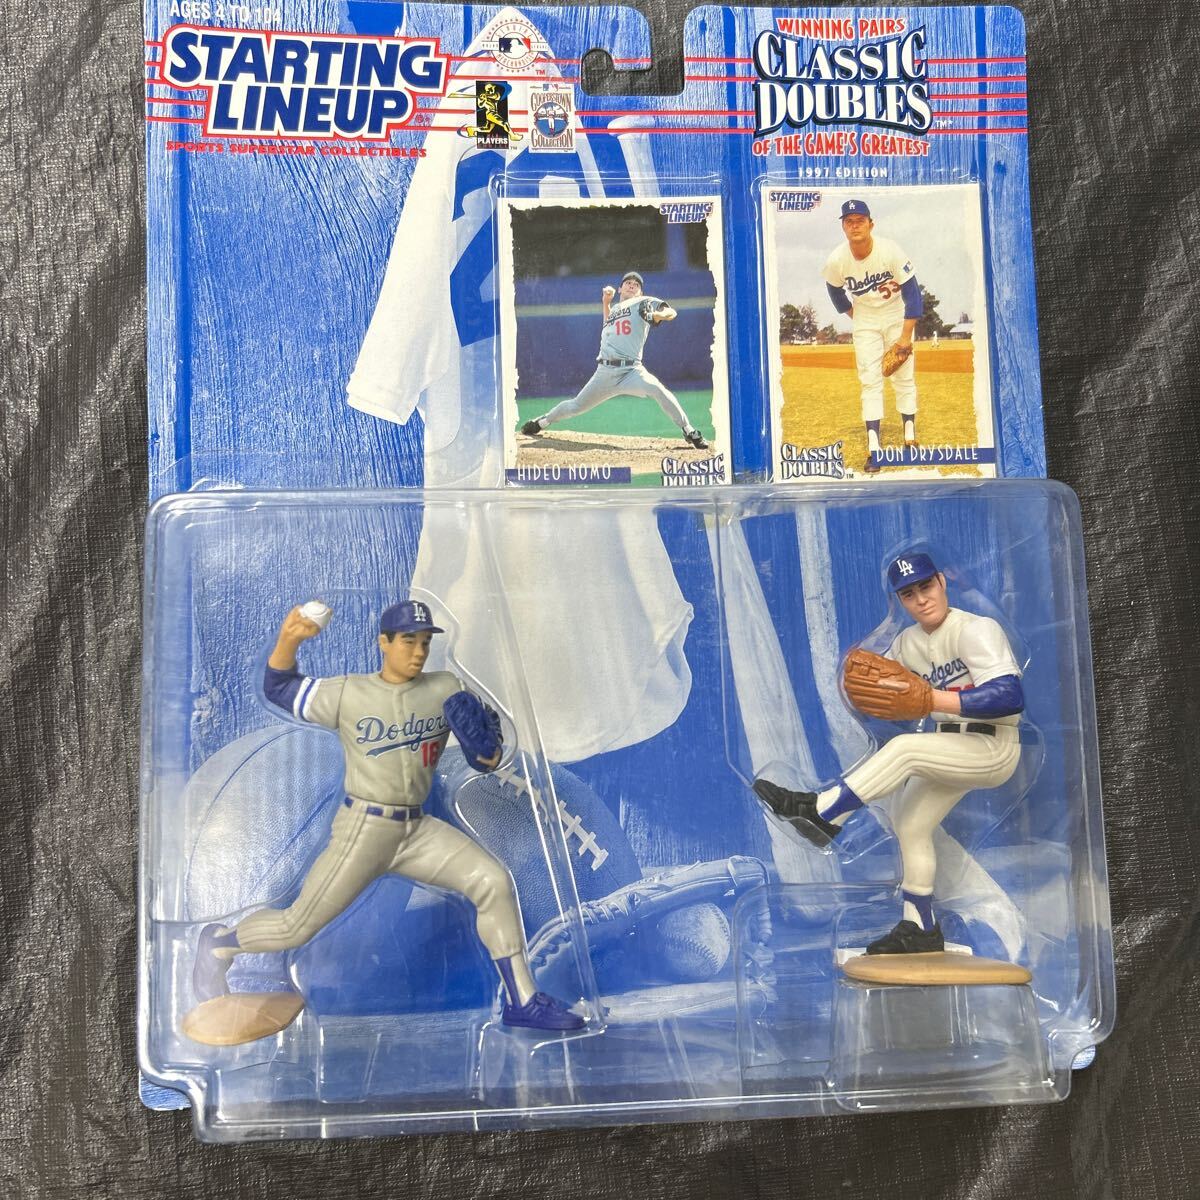 AGES 4 TO 104
STARTING
LINEUP
SPORTS SUPERSTAR COLLECTIBLES
PLAYERS
COOPERSTOWN
COLLECTION
WINNING PAIRS
CLASSIC
DOUBLES
OF THE GAME'S GREATEST
1997 EDITION
STARTING
LINEUP
16
HIDEO NOMO
CLASSIC
DOUBLES
STARTING
LINEUP
LA
Dodgers
53
CLASSIC
DOUBLES
DON DRYSDALE
LA
Dodgers
16
LA
odgers